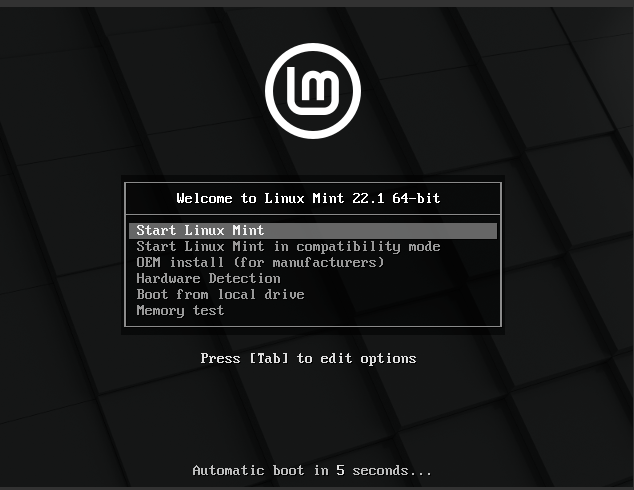 lm
Welcome to Linux Mint 22.1 64-bit
Start Linux Mint
Start Linux Mint in compatibility mode
OEM install (for manufacturers)
Hardware Detection
Boot from local drive
Memory test
Press [Tab] to edit options
Automatic boot in 5 seconds...